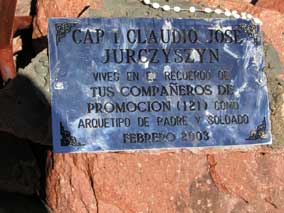 CAP 1 CLAUDIO JOSE
JURCZYSZYN
VIVES EN EL RECUERDO DE
TUS COMPAÑEROS DE
PROMOCION (121) COMO
ARQUETIPO DE PADRE Y SOLDADO
FEBRERO 2003